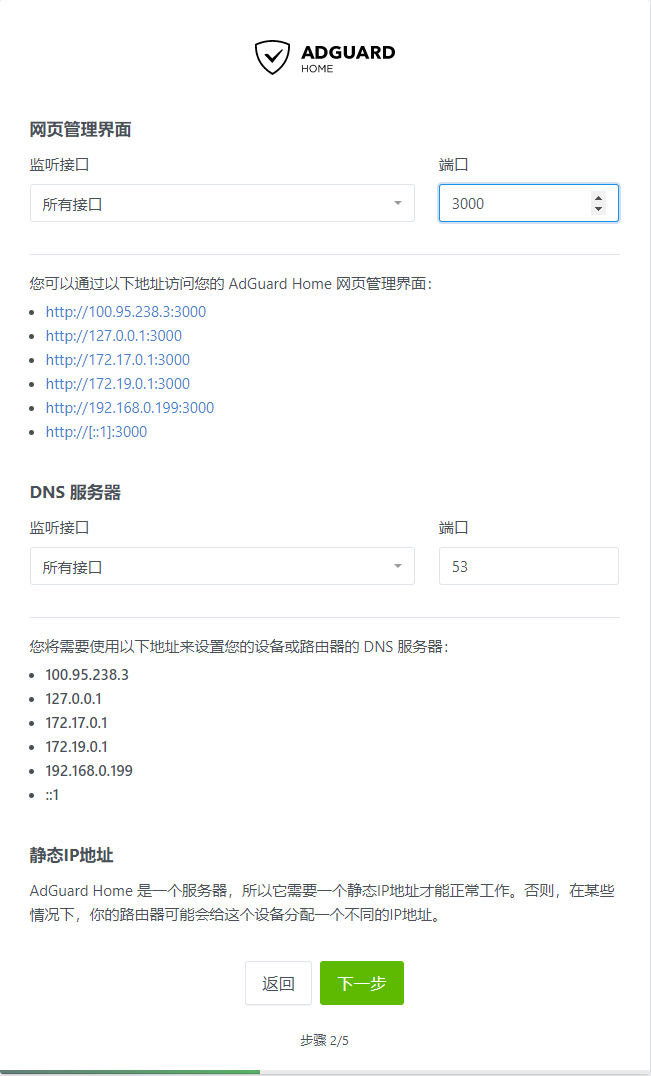 ADGUARD
HOME
网页管理界面
监听接口 端口
所有接口 3000
您可以通过以下地址访问您的 AdGuard Home 网页管理界面：
http://100.95.238.3:3000
http://127.0.0.1:3000
http://172.17.0.1:3000
http://172.19.0.1:3000
http://192.168.0.199:3000
http://[::1]:3000
DNS 服务器
监听接口 端口
所有接口 53
您将需要使用以下地址来设置您的设备或路由器的 DNS 服务器：
100.95.238.3
127.0.0.1
172.17.0.1
172.19.0.1
192.168.0.199
::1
静态IP地址
AdGuard Home 是一个服务器，所以它需要一个静态IP地址才能正常工作。否则，在某些
情况下，你的路由器可能会给这个设备分配一个不同的IP地址。
返回 下一步
步骤 2/5